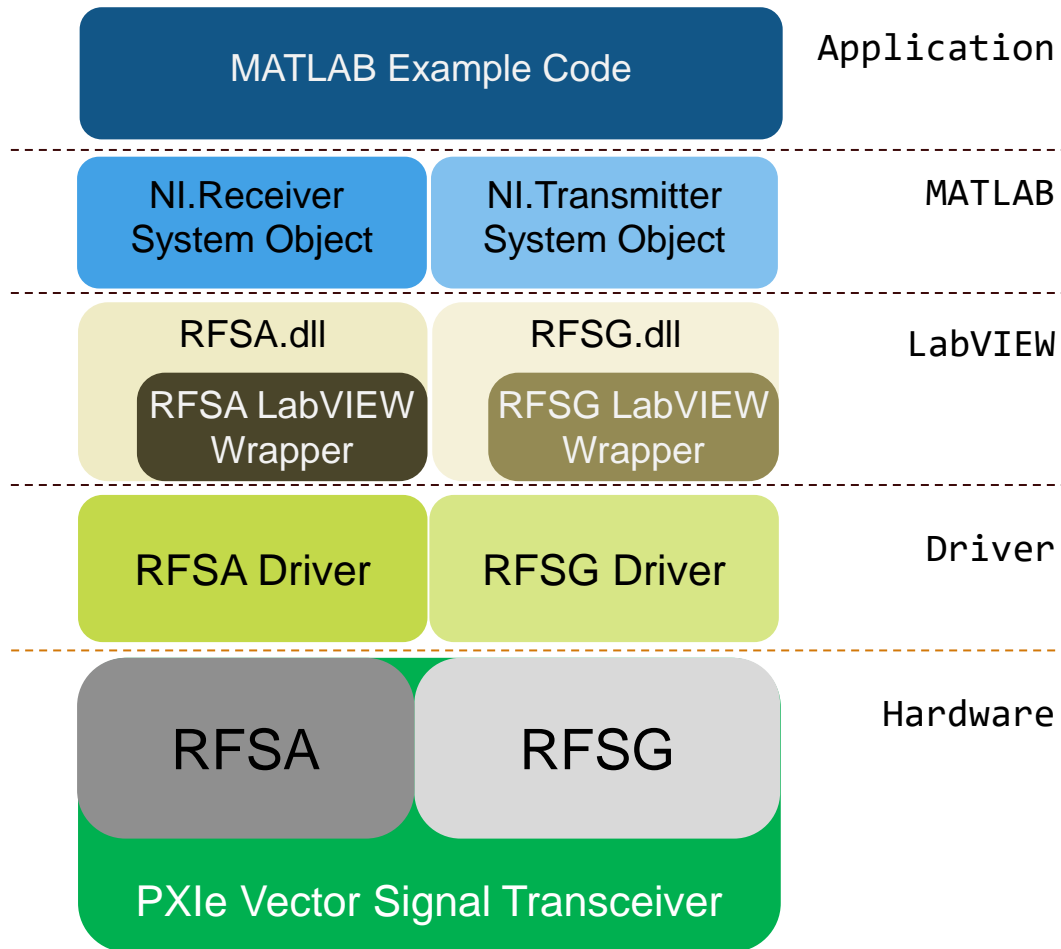 MATLAB Example Code
Application
NI.Receiver
System Object
NI.Transmitter
System Object
MATLAB
RFSA.dll
RFSA LabVIEW
Wrapper
RFSG.dll
RFSG LabVIEW
Wrapper
LabVIEW
RFSA Driver
RFSG Driver
Driver
RFSA
RFSG
Hardware
PXIe Vector Signal Transceiver